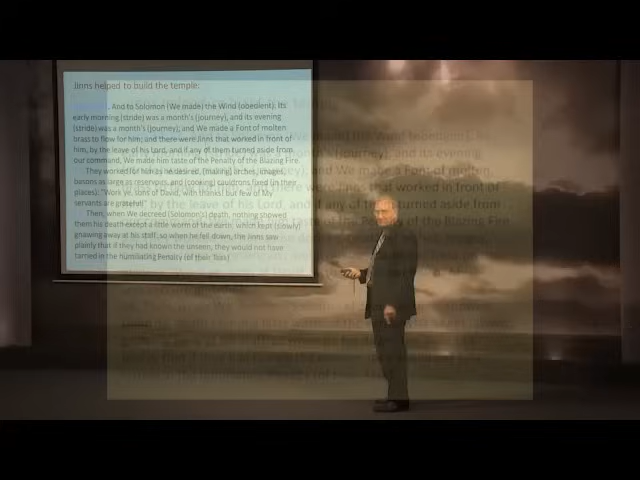 Jinns helped to build the temple:
And to Solomon (We made) the Wind (obedient): Its
early morning (stride) was a month's (journey), and its evening
(stride) was a month's (journey); and We made a Font of molten
brass to flow for him; and there were Jinns that worked in front of
him, by the leave of his Lord, and if any of them turned aside from
our command, We made him taste of the Penalty of the Blazing Fire
They worked for him as he desired, (making) arches, images,
basons as large as reservoirs, and (cooking) cauldrons fixed (in their
places): "Work ye, sons of David, with thanks! but few of My
servants are grateful!"
Then, when We decreed (Solomon's) death, nothing showed
them his death except a little worm of the earth, which kept (slowly)
gnawing away at his staff: so when he fell down, the Jinns saw
plainly that if they had known the unseen, they would not have
tarried in the humiliating Penalty (of their Task)